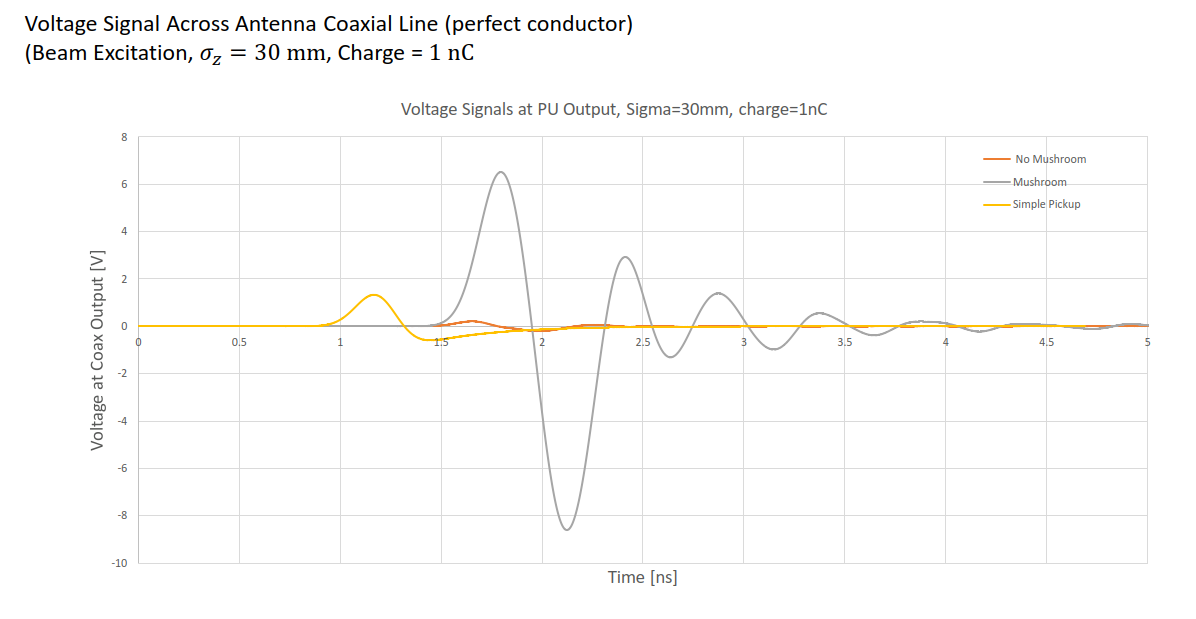 Voltage Signal Across Antenna Coaxial Line (perfect conductor)
(Beam Excitation, σz = 30 mm, Charge = 1 nC
Voltage Signals at PU Output, Sigma=30mm, charge=1nC
No Mushroom
Mushroom
Simple Pickup
Voltage at Coax Output [V]
8
6
4
2
0
-2
-4
-6
-8
-10
0 0.5 1 1.5 2 2.5 3 3.5 4 4.5 5
Time [ns]